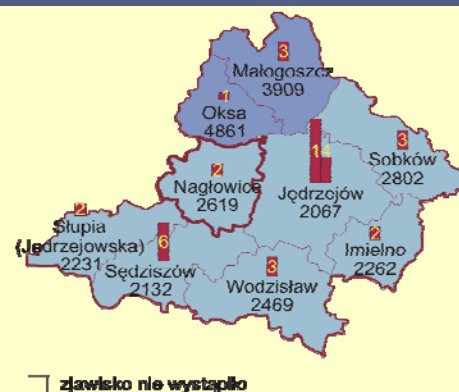 3
Małogoszcz
3909
1
Oksa
4861
14
Jędrzojów
2067
3
Sobków
2802
2
Nagłowice
2619
2
Słupia
(Jędrzejowska)
2231
6
Sędziszów
2132
3
Wodzisław
2469
2
Imielno
2262
zjawisko nie wystąpiło